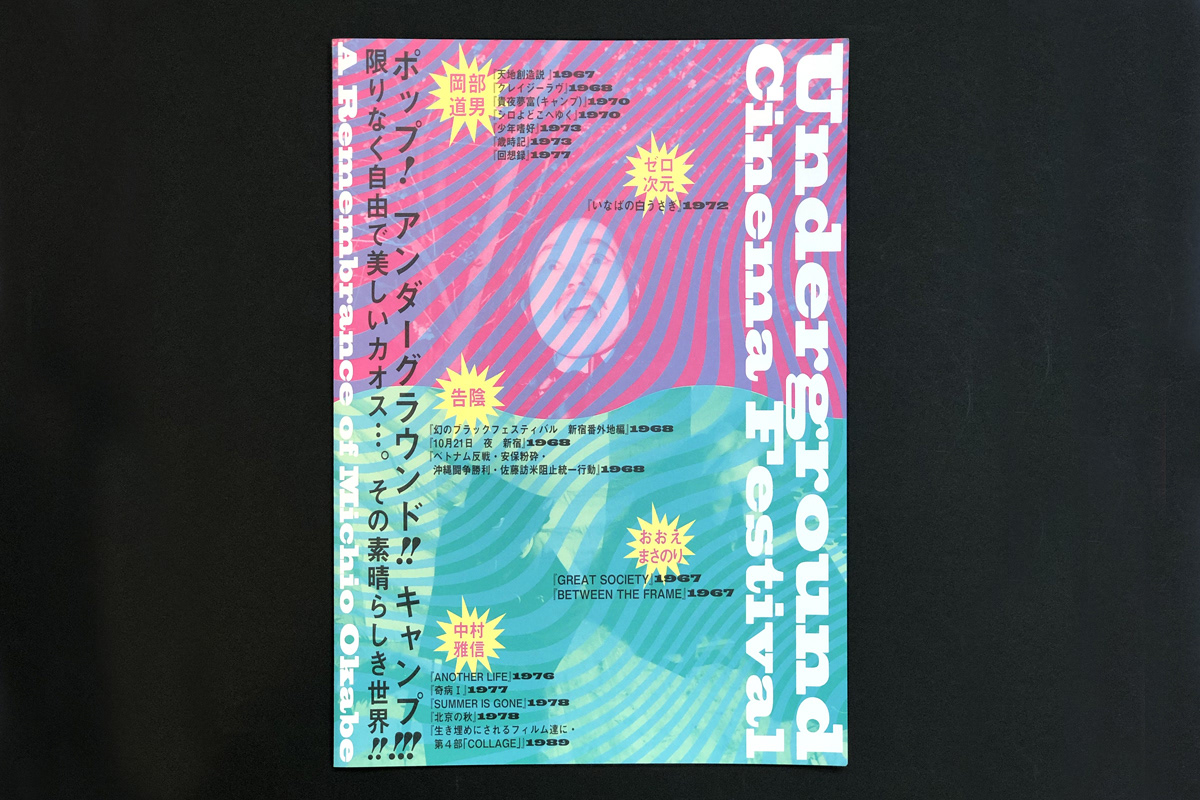 Underground
Cinema Festival
岡部
道男
『天地創造説』1967
『クレイジーラヴ』1968
『貴夜夢富(キャンプ)』1970
『シロよどこへゆく』1970
『少年嗜好』1973
『歳時記』1973
『回想録』1977
ゼロ
次元
『いなばの白うさぎ』1972
告陰
『幻のブラックフェスティバル　新宿番外地編』1968
『10月21日　夜　新宿』1968
『ベトナム反戦・安保粉砕・
沖縄闘争勝利・佐藤訪米阻止統一行動』1968
おおえ
まさのり
『GREAT SOCIETY』1967
『BETWEEN THE FRAME』1967
中村
雅信
『ANOTHER LIFE』1976
『奇病Ⅰ』1977
『SUMMER IS GONE』1978
『北京の秋』1978
『生き埋めにされるフィルム達に・
第4部「COLLAGE」』1989
ポップ! アンダーグラウンド!! キャンプ!!!
限りなく自由で美しいカオス…。その素晴らしき世界!!
A Remembrance of Michio Okabe